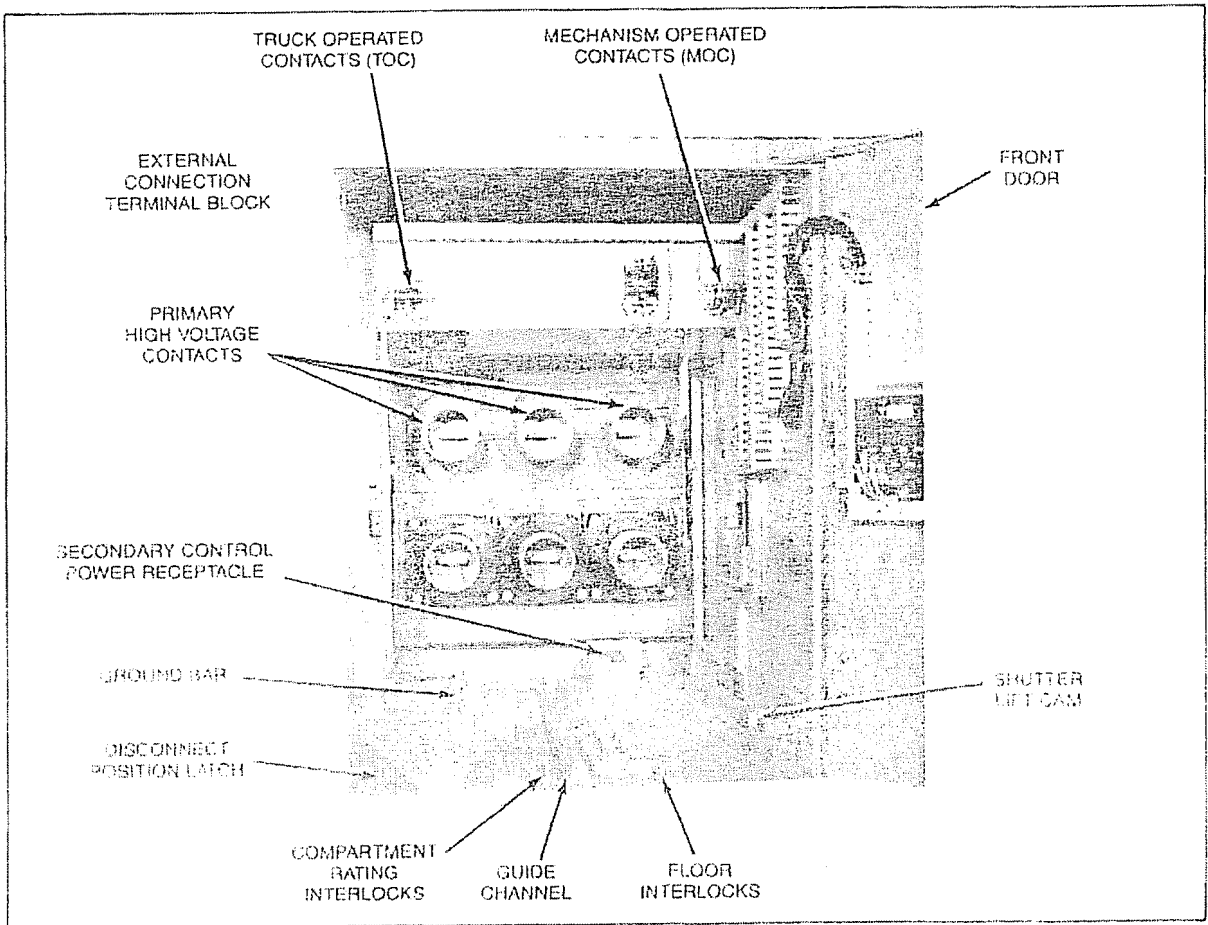 TRUCK OPERATED
CONTACTS (TOC)
MECHANISM OPERATED
CONTACTS (MOC)
EXTERNAL
CONNECTION
TERMINAL BLOCK
FRONT
DOOR
PRIMARY
HIGH VOLTAGE
CONTACTS
SECONDARY CONTROL
POWER RECEPTACLE
GROUND BAR
SHUTTER
LIFT CAM
DISCONNECT
POSITION LATCH
COMPARTMENT
RATING
INTERLOCKS
GUIDE
CHANNEL
FLOOR
INTERLOCKS